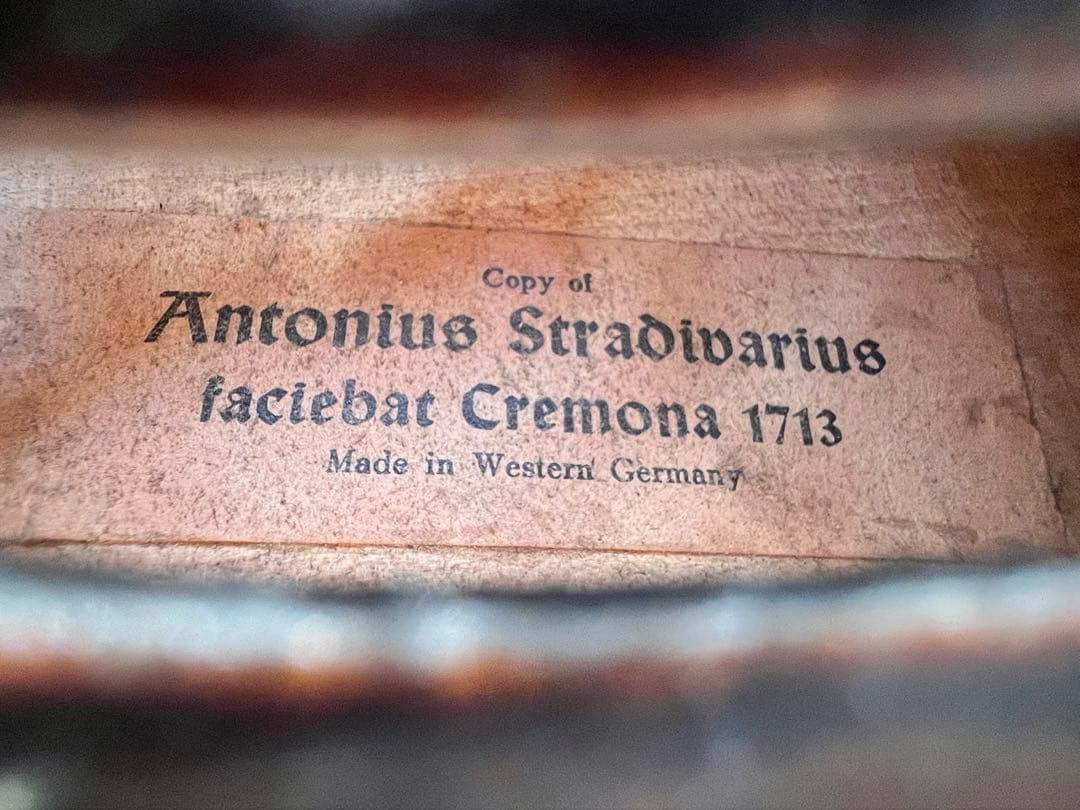 Copy of
Antonius Stradivarius
faciebat Cremona 1713
Made in Western Germany